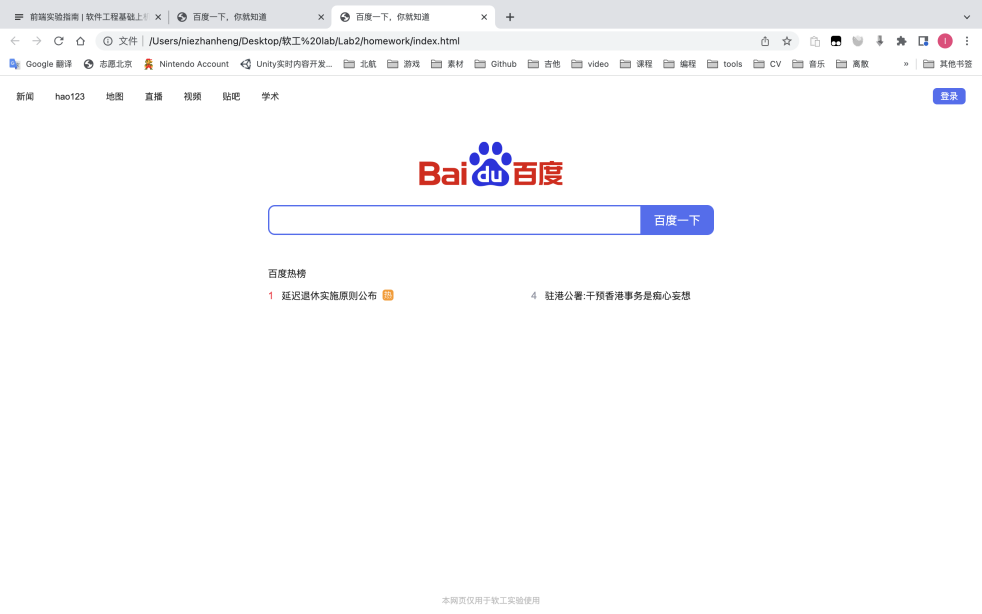 前端实验指南 | 软件工程基础上机
百度一下，你就知道
百度一下，你就知道
文件 /Users/niezhanheng/Desktop/软工%20lab/Lab2/homework/index.html
Google 翻译 志愿北京 Nintendo Account Unity实时内容开发... 北航 游戏 素材 Github 吉他 video 课程 编程 tools CV 音乐 离散 » 其他书签
新闻 hao123 地图 直播 视频 贴吧 学术 登录
Bai du 百度
百度一下
百度热榜
1 延迟退休实施原则公布 热 4 驻港公署:干预香港事务是痴心妄想
本网页仅用于软工实验使用